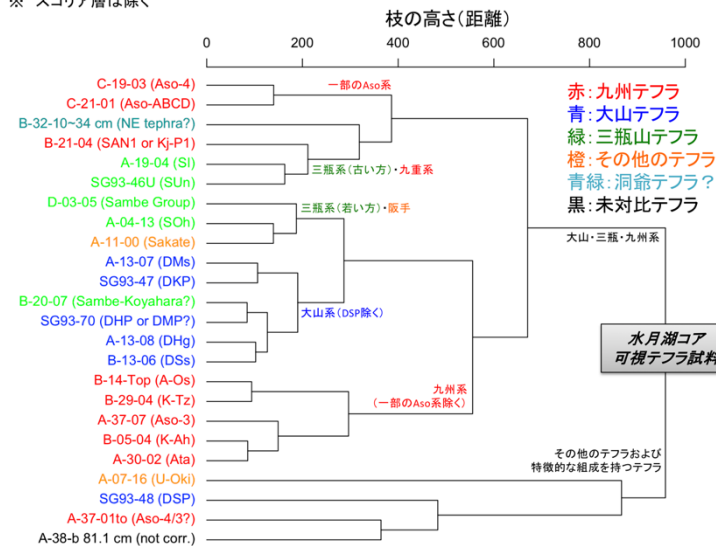 ※ スコリア層は除く
枝の高さ(距離)
0 200 400 600 800 1000
赤:九州テフラ
青:大山テフラ
緑:三瓶山テフラ
橙:その他のテフラ
青緑:洞爺テフラ?
黒:未対比テフラ
C-19-03 (Aso-4)
一部のAso系
C-21-01 (Aso-ABCD)
B-32-10~34 cm (NE tephra?)
B-21-04 (SAN1 or Kj-P1)
A-19-04 (SI)
三瓶系(古い方)・九重系
SG93-46U (SUn)
D-03-05 (Sambe Group)
三瓶系(若い方)・阪手
A-04-13 (SOh)
A-11-00 (Sakate)
大山・三瓶・九州系
A-13-07 (DMs)
SG93-47 (DKP)
B-20-07 (Sambe-Koyahara?)
大山系(DSP除く)
SG93-70 (DHP or DMP?)
A-13-08 (DHg)
B-13-06 (DSs)
水月湖コア
可視テフラ試料
B-14-Top (A-Os)
九州系
(一部のAso系除く)
B-29-04 (K-Tz)
A-37-07 (Aso-3)
B-05-04 (K-Ah)
A-30-02 (Ata)
その他のテフラおよび
特徴的な組成を持つテフラ
A-07-16 (U-Oki)
SG93-48 (DSP)
A-37-01to (Aso-4/3?)
A-38-b 81.1 cm (not corr.)